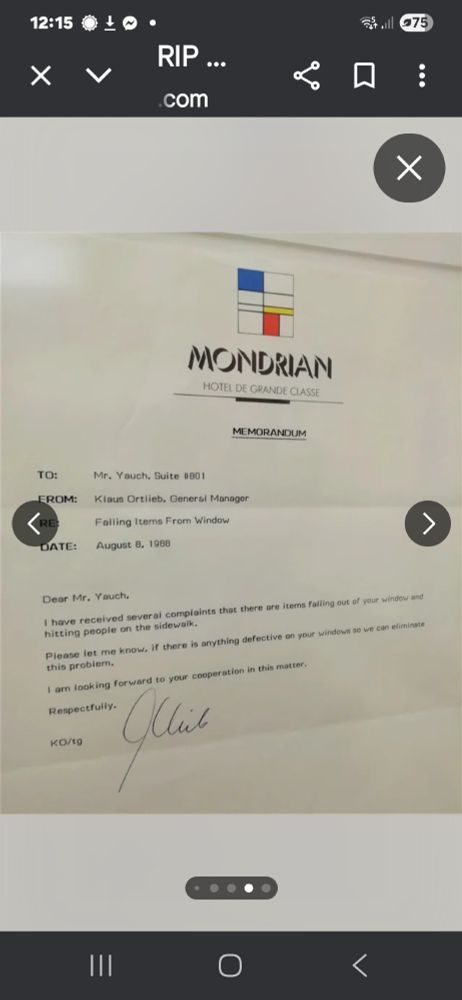 12:15
75
RIP ...
.com
MONDRIAN
HOTEL DE GRANDE CLASSE
MEMORANDUM
TO: Mr. Yauch, Suite #801
FROM: Klaus Ortlieb, General Manager
RE: Falling Items From Window
DATE: August 8, 1988
Dear Mr. Yauch,
I have received several complaints that there are items falling out of your window and
hitting people on the sidewalk.
Please let me know, if there is anything defective on your windows so we can eliminate
this problem.
I am looking forward to your cooperation in this matter.
Respectfully,
KO/tg